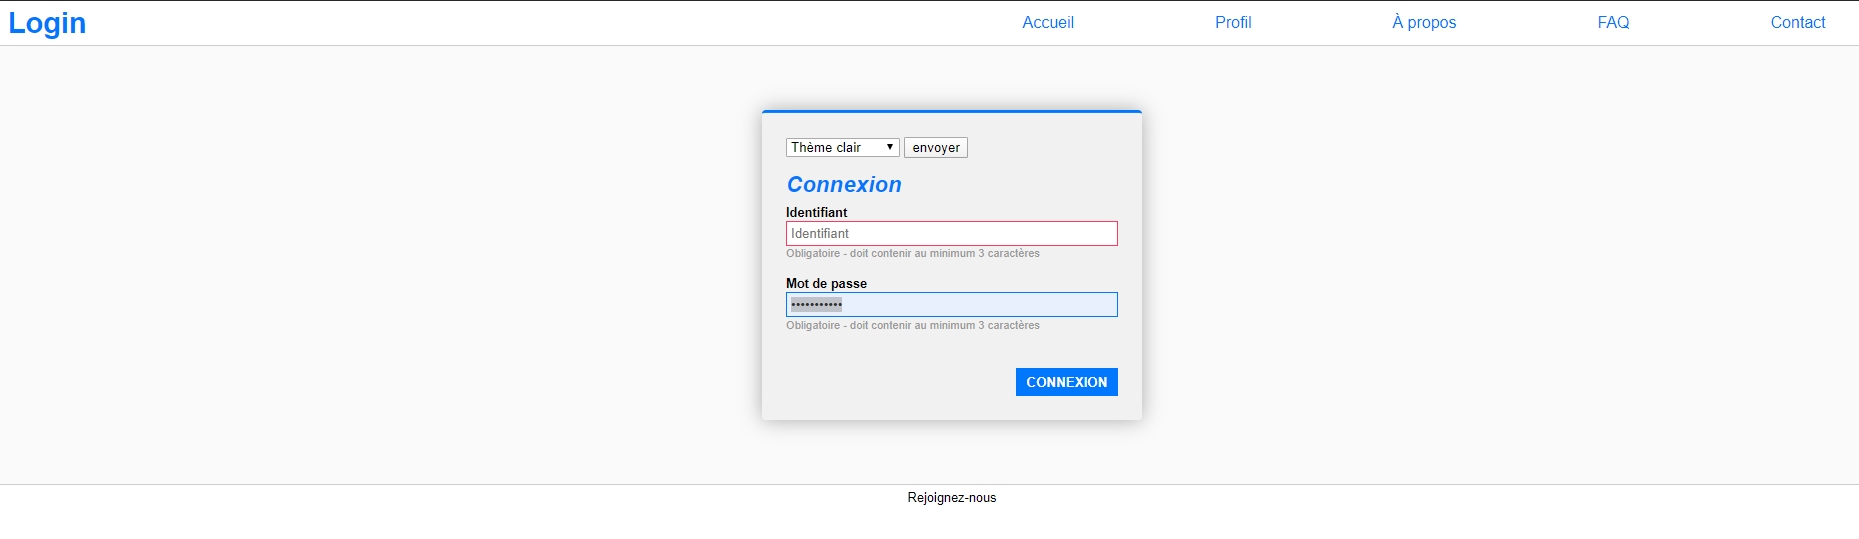 Login Accueil Profil À propos FAQ Contact
Thème clair envoyer
Connexion
Identifiant
Identifiant
Obligatoire - doit contenir au minimum 3 caractères
Mot de passe
•••••••••••
Obligatoire - doit contenir au minimum 3 caractères
CONNEXION
Rejoignez-nous